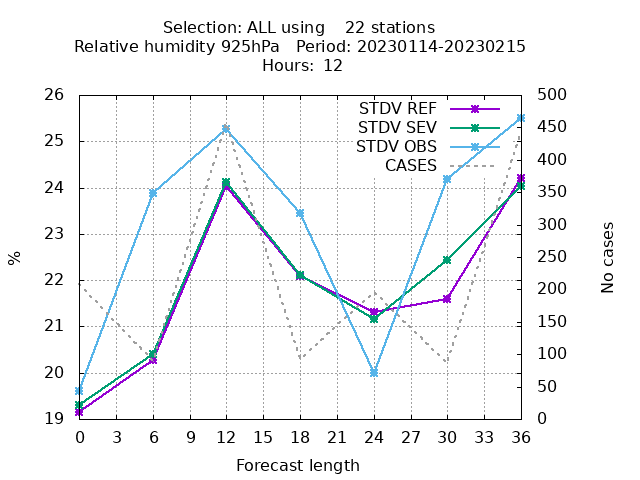 Selection: ALL using    22 stations
Relative humidity 925hPa   Period: 20230114-20230215
Hours:  12
26
25
24
23
22
21
20
19
%
500
450
400
350
300
250
200
150
100
50
0
No cases
STDV REF
STDV SEV
STDV OBS
CASES
0 3 6 9 12 15 18 21 24 27 30 33 36
Forecast length